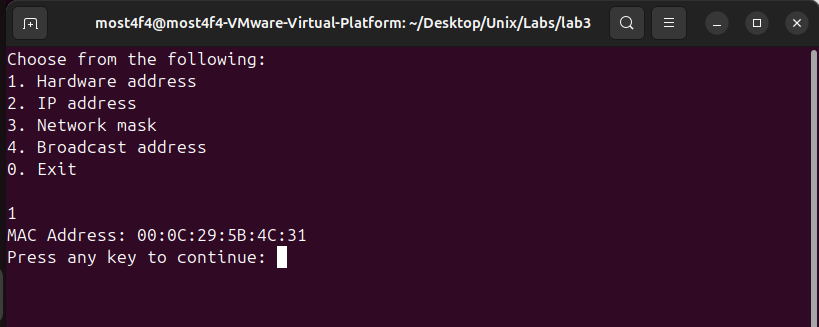 most4f4@most4f4-VMware-Virtual-Platform: ~/Desktop/Unix/Labs/lab3
Choose from the following:
1. Hardware address
2. IP address
3. Network mask
4. Broadcast address
0. Exit
1
MAC Address: 00:0C:29:5B:4C:31
Press any key to continue: